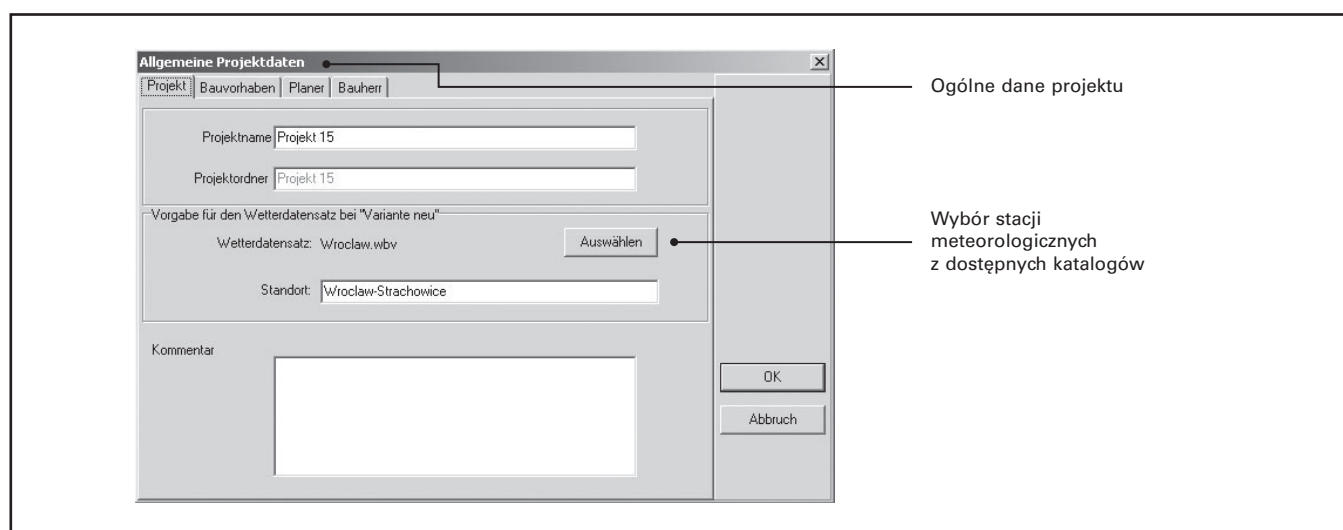 Allgemeine Projektdaten
Projekt Bauvorhaben Planer Bauherr
Projektname Projekt 15
Projektordner Projekt 15
Vorgabe für den Wetterdatensatz bei "Variante neu"
Wetterdatensatz: Wroclaw.wbv Auswählen
Standort: Wroclaw-Strachowice
Kommentar
OK
Abbruch
Ogólne dane projektu
Wybór stacji
meteorologicznych
z dostępnych katalogów